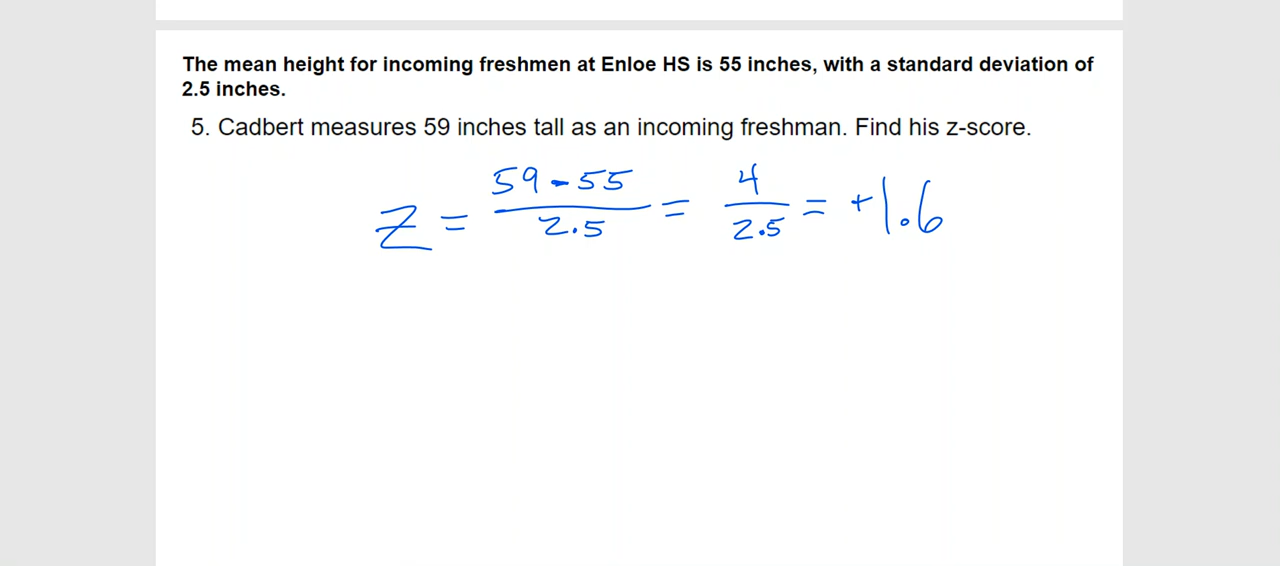 The mean height for incoming freshmen at Enloe HS is 55 inches, with a standard deviation of
2.5 inches.
5. Cadbert measures 59 inches tall as an incoming freshman. Find his z-score.
Z = (59 - 55)/2.5 = 4/2.5 = +1.6